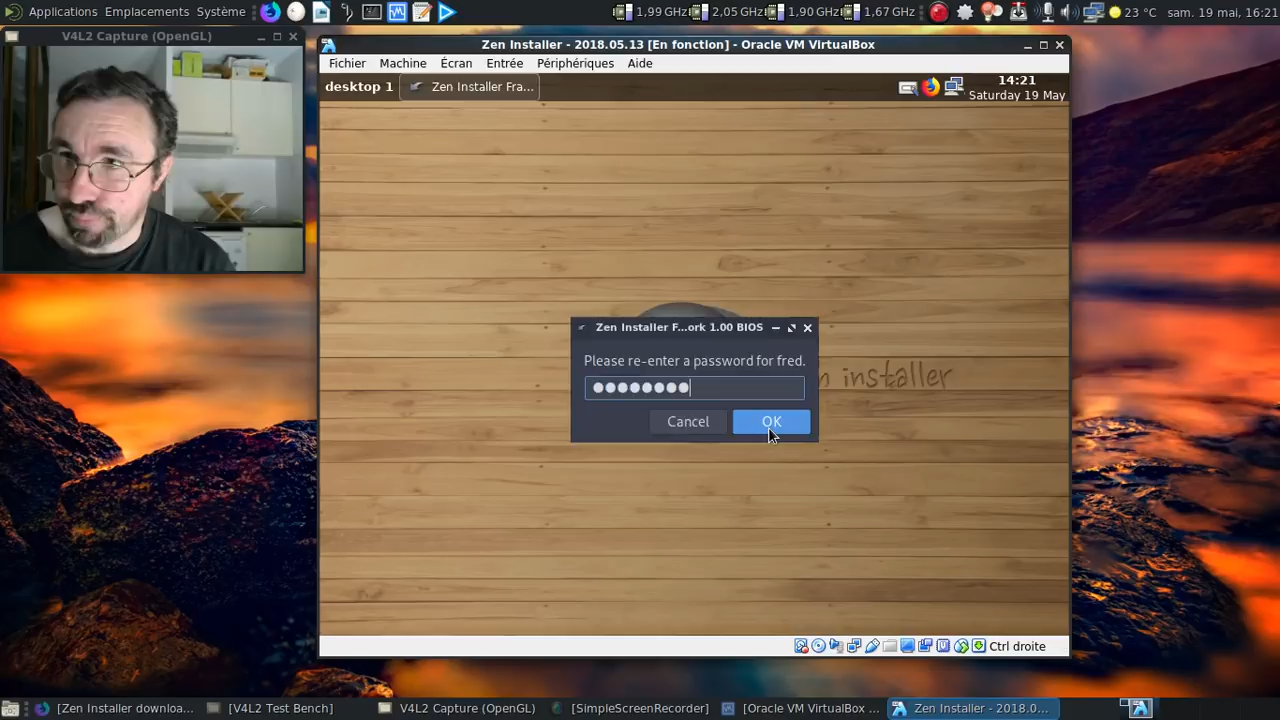 Applications Emplacements Système
1,99 GHz 2,05 GHz 1,90 GHz 1,67 GHz
23 °C sam. 19 mai, 16:21
V4L2 Capture (OpenGL)
Zen Installer - 2018.05.13 [En fonction] - Oracle VM VirtualBox
Fichier Machine Écran Entrée Périphériques Aide
desktop 1 Zen Installer Fra...
14:21
Saturday 19 May
Zen Installer F...ork 1.00 BIOS
Please re-enter a password for fred.
n installer
Cancel OK
Ctrl droite
[Zen Installer downloa... [V4L2 Test Bench] V4L2 Capture (OpenGL) [SimpleScreenRecorder] [Oracle VM VirtualBox ... Zen Installer - 2018.0...